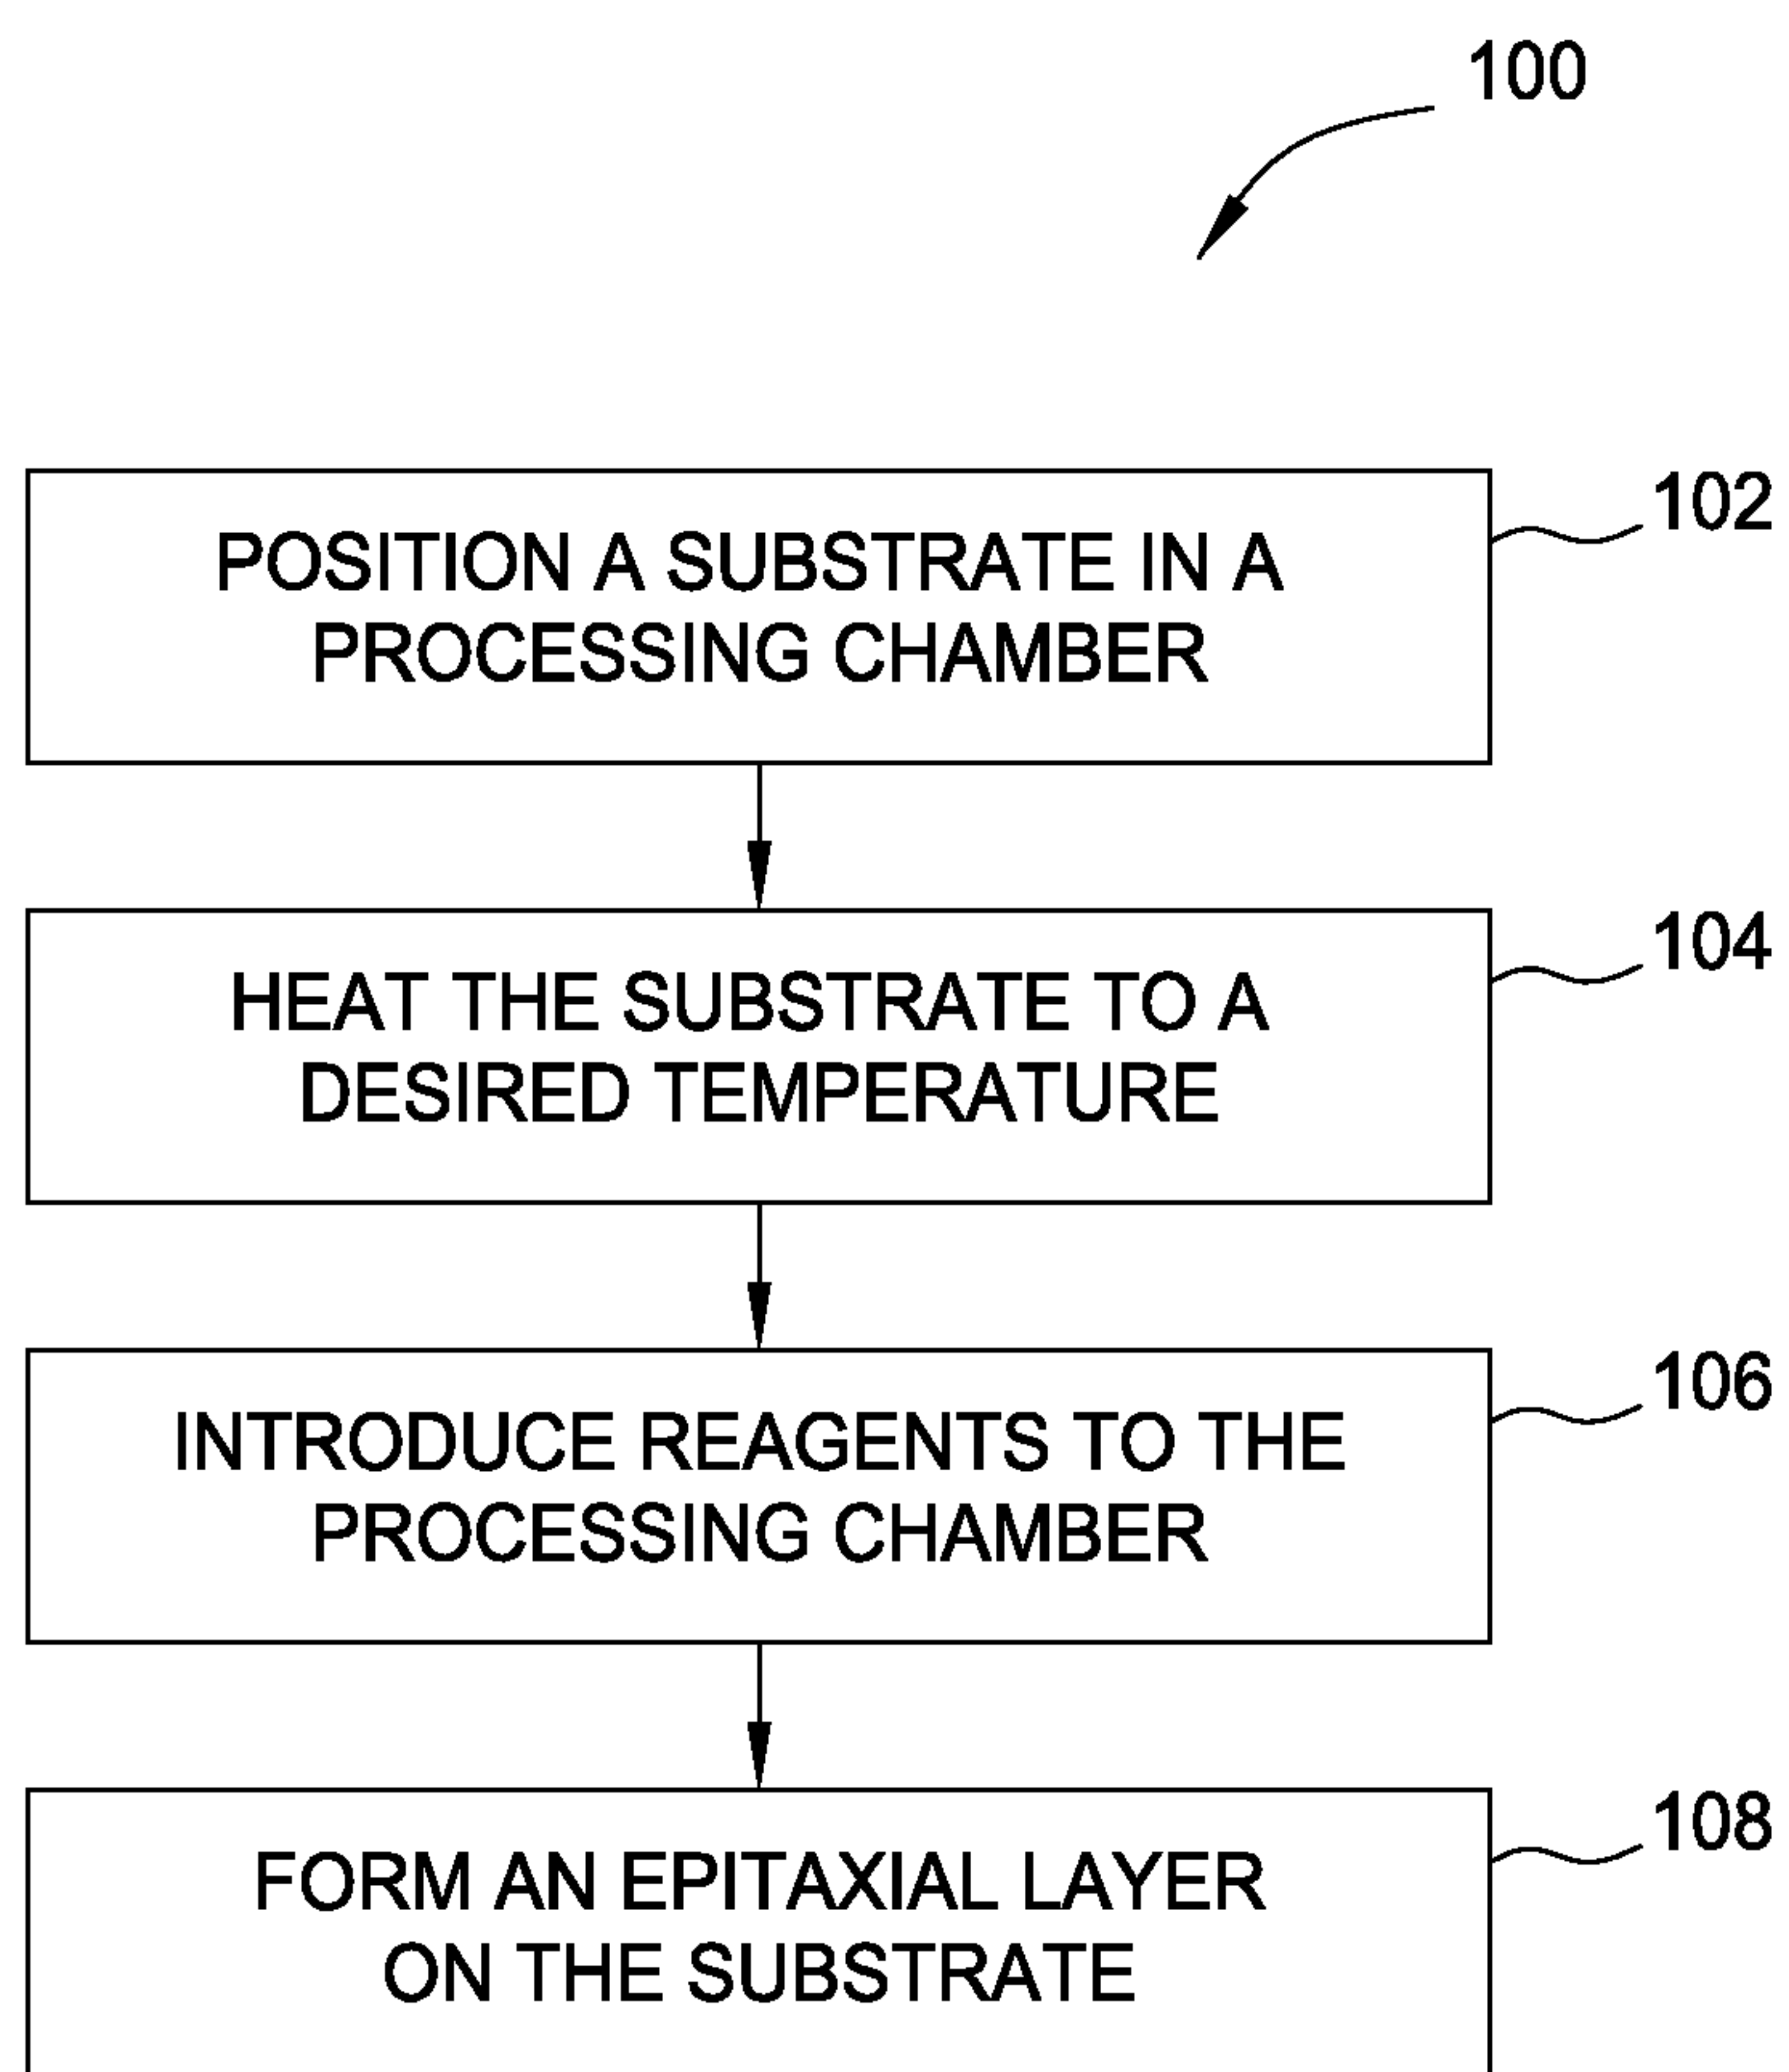 100
POSITION A SUBSTRATE IN A
PROCESSING CHAMBER
102
HEAT THE SUBSTRATE TO A
DESIRED TEMPERATURE
104
INTRODUCE REAGENTS TO THE
PROCESSING CHAMBER
106
FORM AN EPITAXIAL LAYER
ON THE SUBSTRATE
108